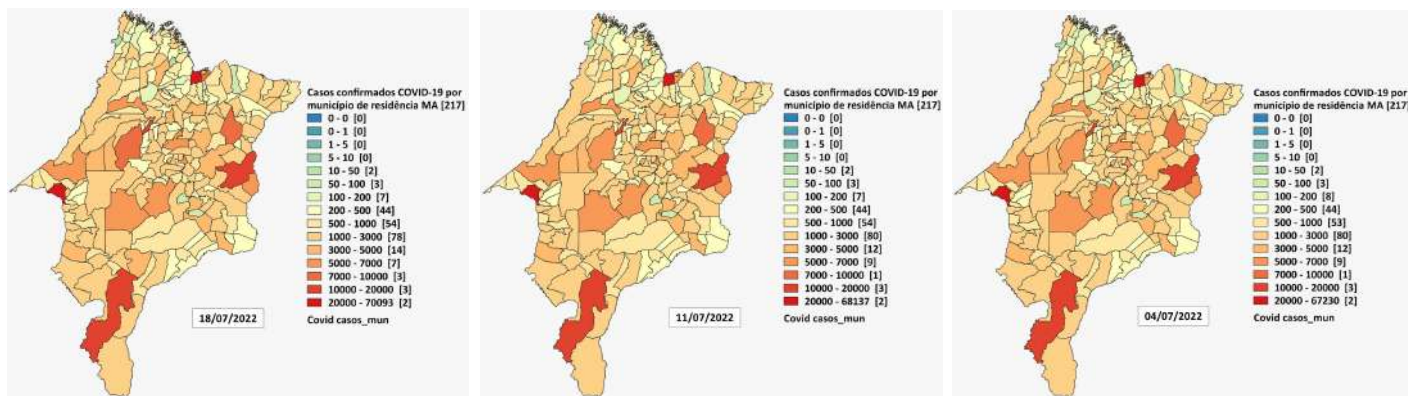 Casos confirmados COVID-19 por
município de residência MA [217]
0 - 0 [0]
0 - 1 [0]
1 - 5 [0]
5 - 10 [0]
10 - 50 [2]
50 - 100 [3]
100 - 200 [7]
200 - 500 [44]
500 - 1000 [54]
1000 - 3000 [78]
3000 - 5000 [14]
5000 - 7000 [7]
7000 - 10000 [3]
10000 - 20000 [3]
20000 - 70093 [2]
Covid casos_mun
18/07/2022
Casos confirmados COVID-19 por
município de residência MA [217]
0 - 0 [0]
0 - 1 [0]
1 - 5 [0]
5 - 10 [0]
10 - 50 [2]
50 - 100 [3]
100 - 200 [7]
200 - 500 [44]
500 - 1000 [54]
1000 - 3000 [80]
3000 - 5000 [12]
5000 - 7000 [9]
7000 - 10000 [1]
10000 - 20000 [3]
20000 - 68137 [2]
Covid casos_mun
11/07/2022
Casos confirmados COVID-19 por
município de residência MA [217]
0 - 0 [0]
0 - 1 [0]
1 - 5 [0]
5 - 10 [0]
10 - 50 [2]
50 - 100 [3]
100 - 200 [8]
200 - 500 [44]
500 - 1000 [53]
1000 - 3000 [80]
3000 - 5000 [12]
5000 - 7000 [9]
7000 - 10000 [1]
10000 - 20000 [3]
20000 - 67230 [2]
Covid casos_mun
04/07/2022